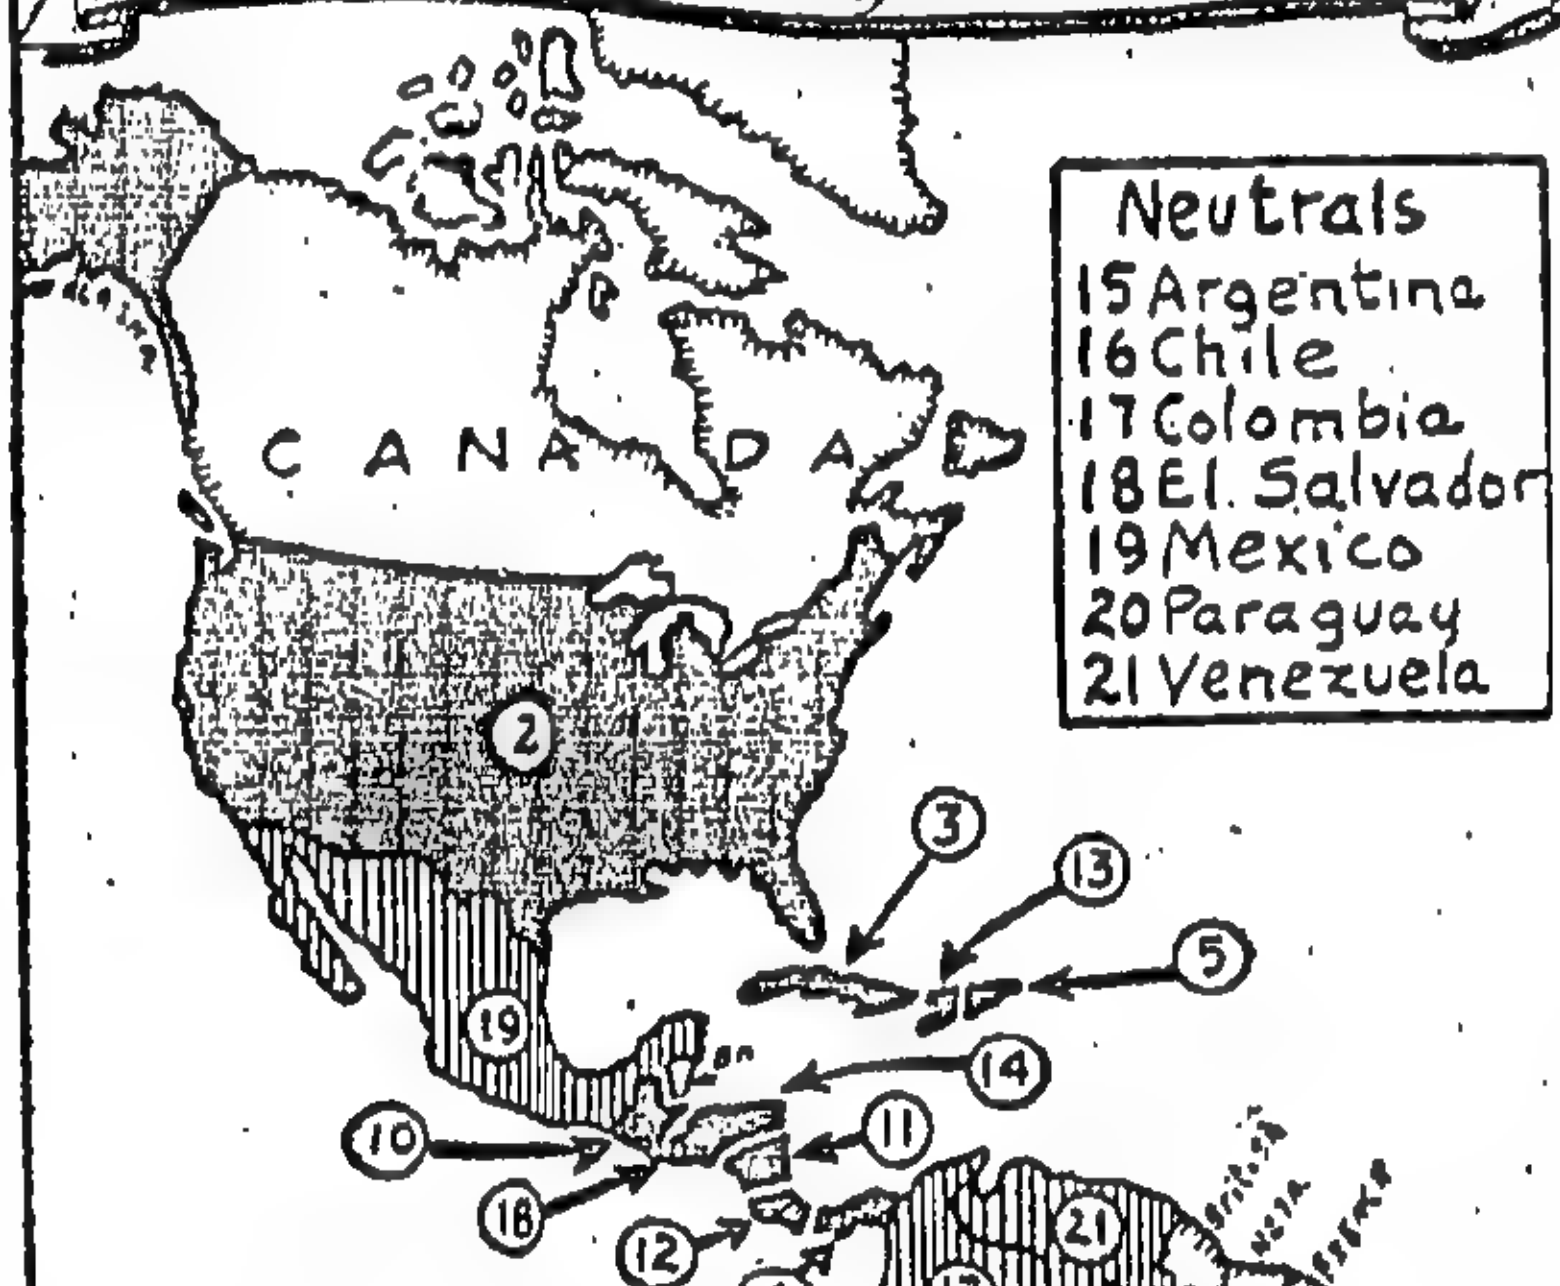 Neutrals
15 Argentina
16 Chile
17 Colombia
18 El. Salvador
19 Mexico
20 Paraguay
21 Venezuela
CANADA
2
3
13
5
19
14
10
11
18
12
21
British